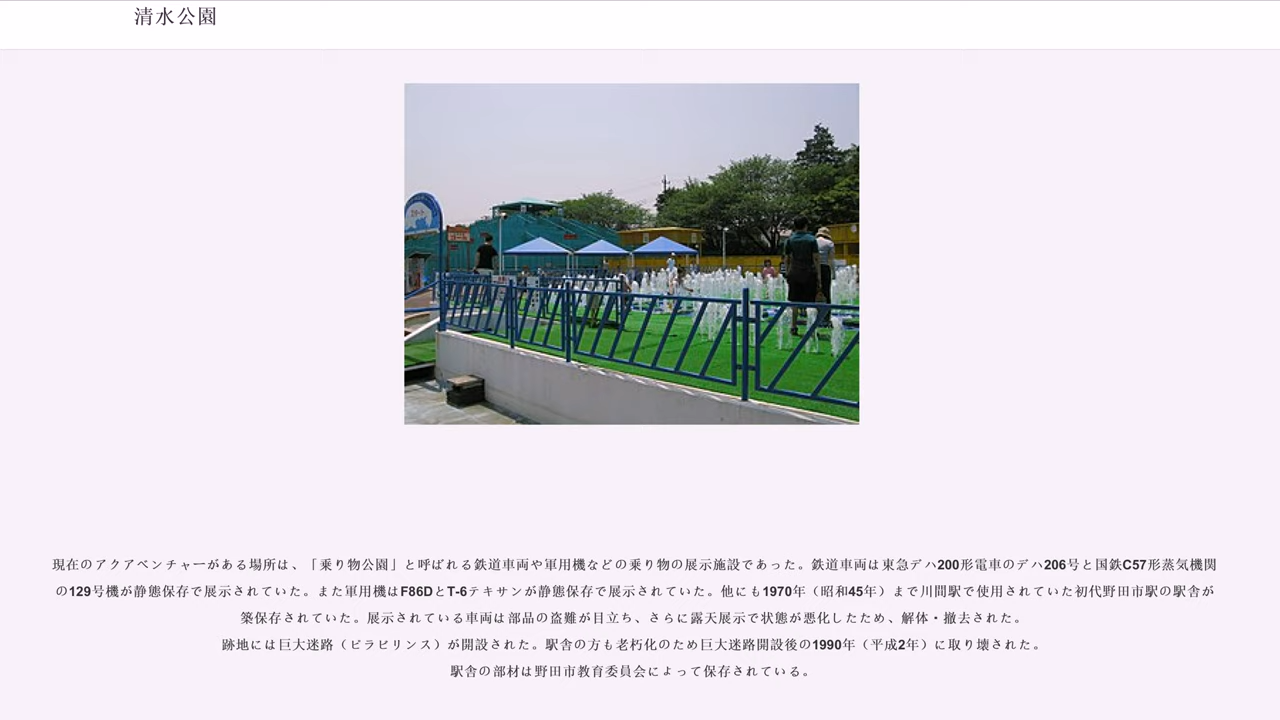 清水公園
現在のアクアベンチャーがある場所は、「乗り物公園」と呼ばれる鉄道車両や軍用機などの乗り物の展示施設であった。鉄道車両は東急デハ200形電車のデハ206号と国鉄C57形蒸気機関
の129号機が静態保存で展示されていた。また軍用機はF86DとT-6テキサンが静態保存で展示されていた。他にも1970年（昭和45年）まで川間駅で使用されていた初代野田市駅の駅舎が
築保存されていた。展示されている車両は部品の盗難が目立ち、さらに露天展示で状態が悪化したため、解体・撤去された。
跡地には巨大迷路（ピラビリンス）が開設された。駅舎の方も老朽化のため巨大迷路開設後の1990年（平成2年）に取り壊された。
駅舎の部材は野田市教育委員会によって保存されている。